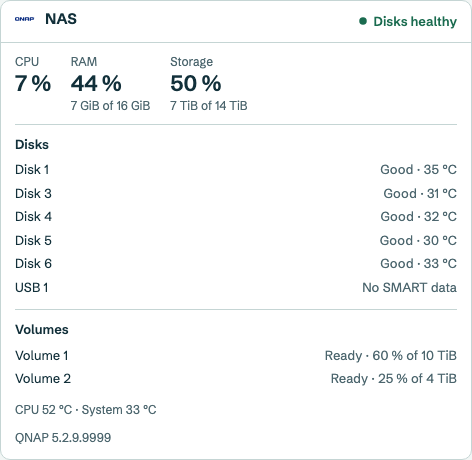 QNAP NAS Disks healthy
CPU RAM Storage
7 % 44 % 50 %
7 GiB of 16 GiB 7 TiB of 14 TiB
Disks
Disk 1 Good · 35 °C
Disk 3 Good · 31 °C
Disk 4 Good · 32 °C
Disk 5 Good · 30 °C
Disk 6 Good · 33 °C
USB 1 No SMART data
Volumes
Volume 1 Ready · 60 % of 10 TiB
Volume 2 Ready · 25 % of 4 TiB
CPU 52 °C · System 33 °C
QNAP 5.2.9.9999